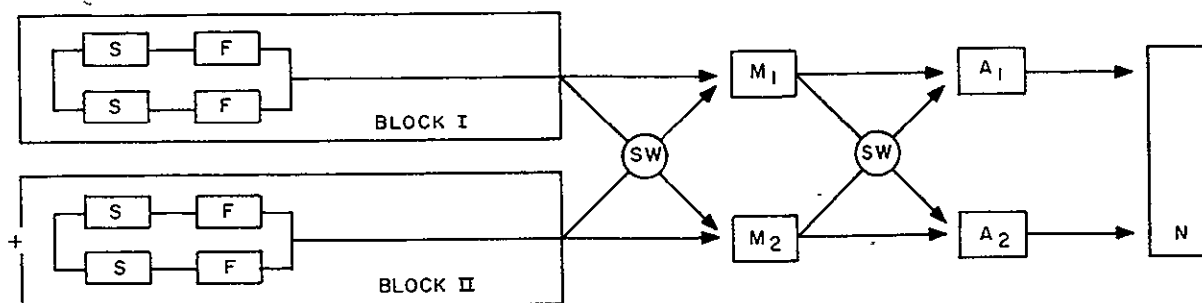 S F
S F
BLOCK I
M1 A1
SW SW
+
S F
S F
BLOCK II
M2 A2
N